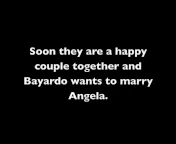 Soon they are a happy
couple together and
Bayardo wants to marry
Angela.